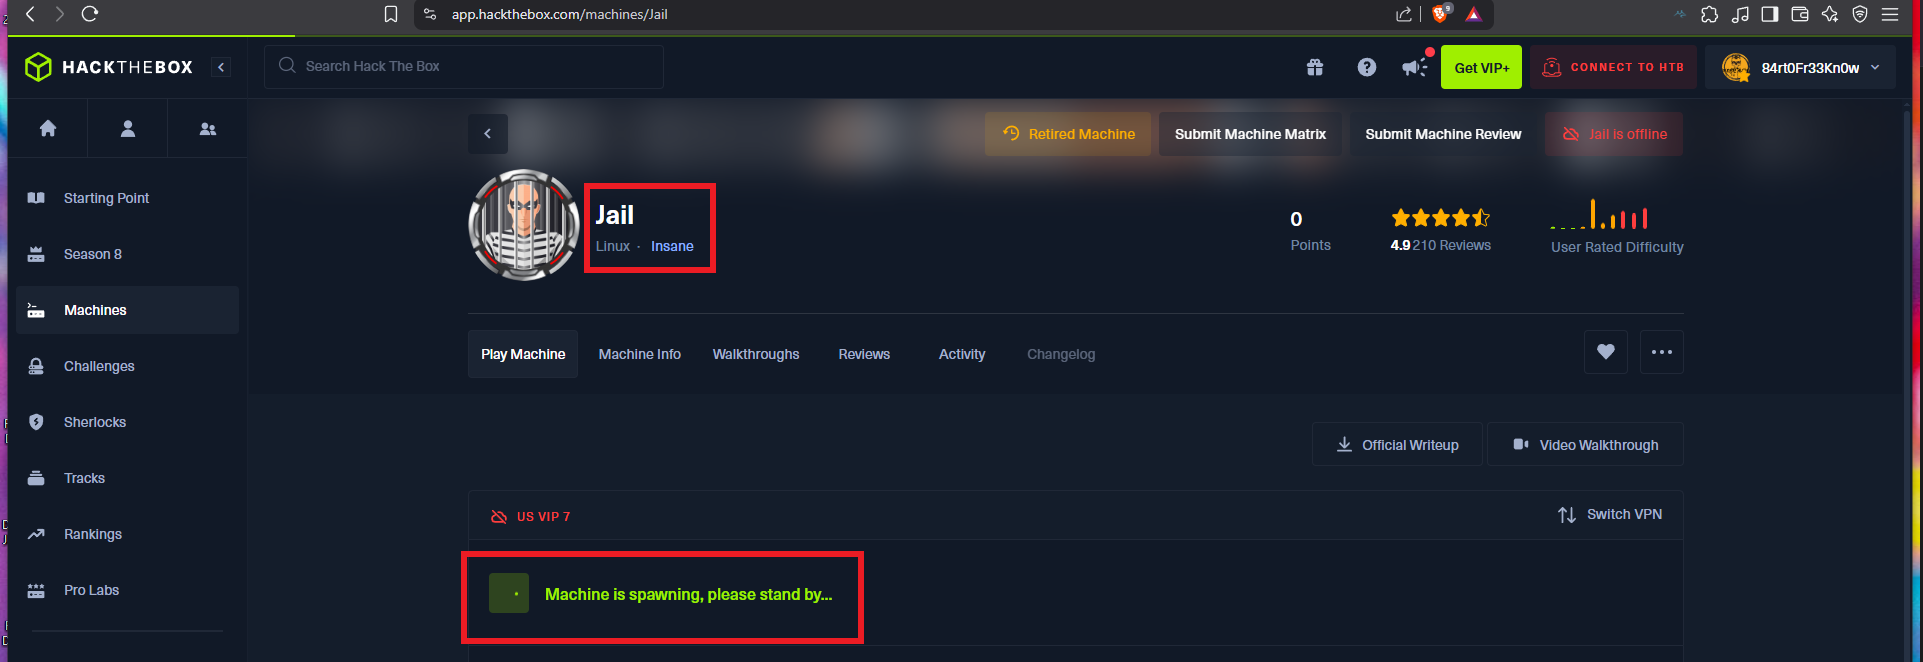 app.hackthebox.com/machines/Jail
9
HACKTHEBOX
Search Hack The Box
Get VIP+
CONNECT TO HTB
84rt0Fr33Kn0w
Retired Machine
Submit Machine Matrix
Submit Machine Review
Jail is offline
Starting Point
Season 8
Machines
Challenges
Sherlocks
Tracks
Rankings
Pro Labs
Jail
Linux · Insane
0
Points
4.9 210 Reviews
User Rated Difficulty
Play Machine
Machine Info
Walkthroughs
Reviews
Activity
Changelog
Official Writeup
Video Walkthrough
US VIP 7
Switch VPN
Machine is spawning, please stand by...